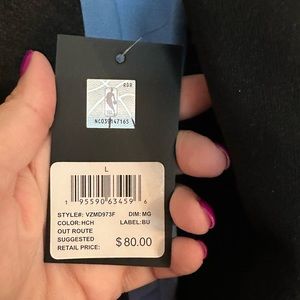 NC039147165
L
1 95590 63459 6
STYLE#: VZMD973F DIM:MG
COLOR:HCH LABEL:BU
OUT ROUTE
SUGGESTED
RETAIL PRICE: $80.00